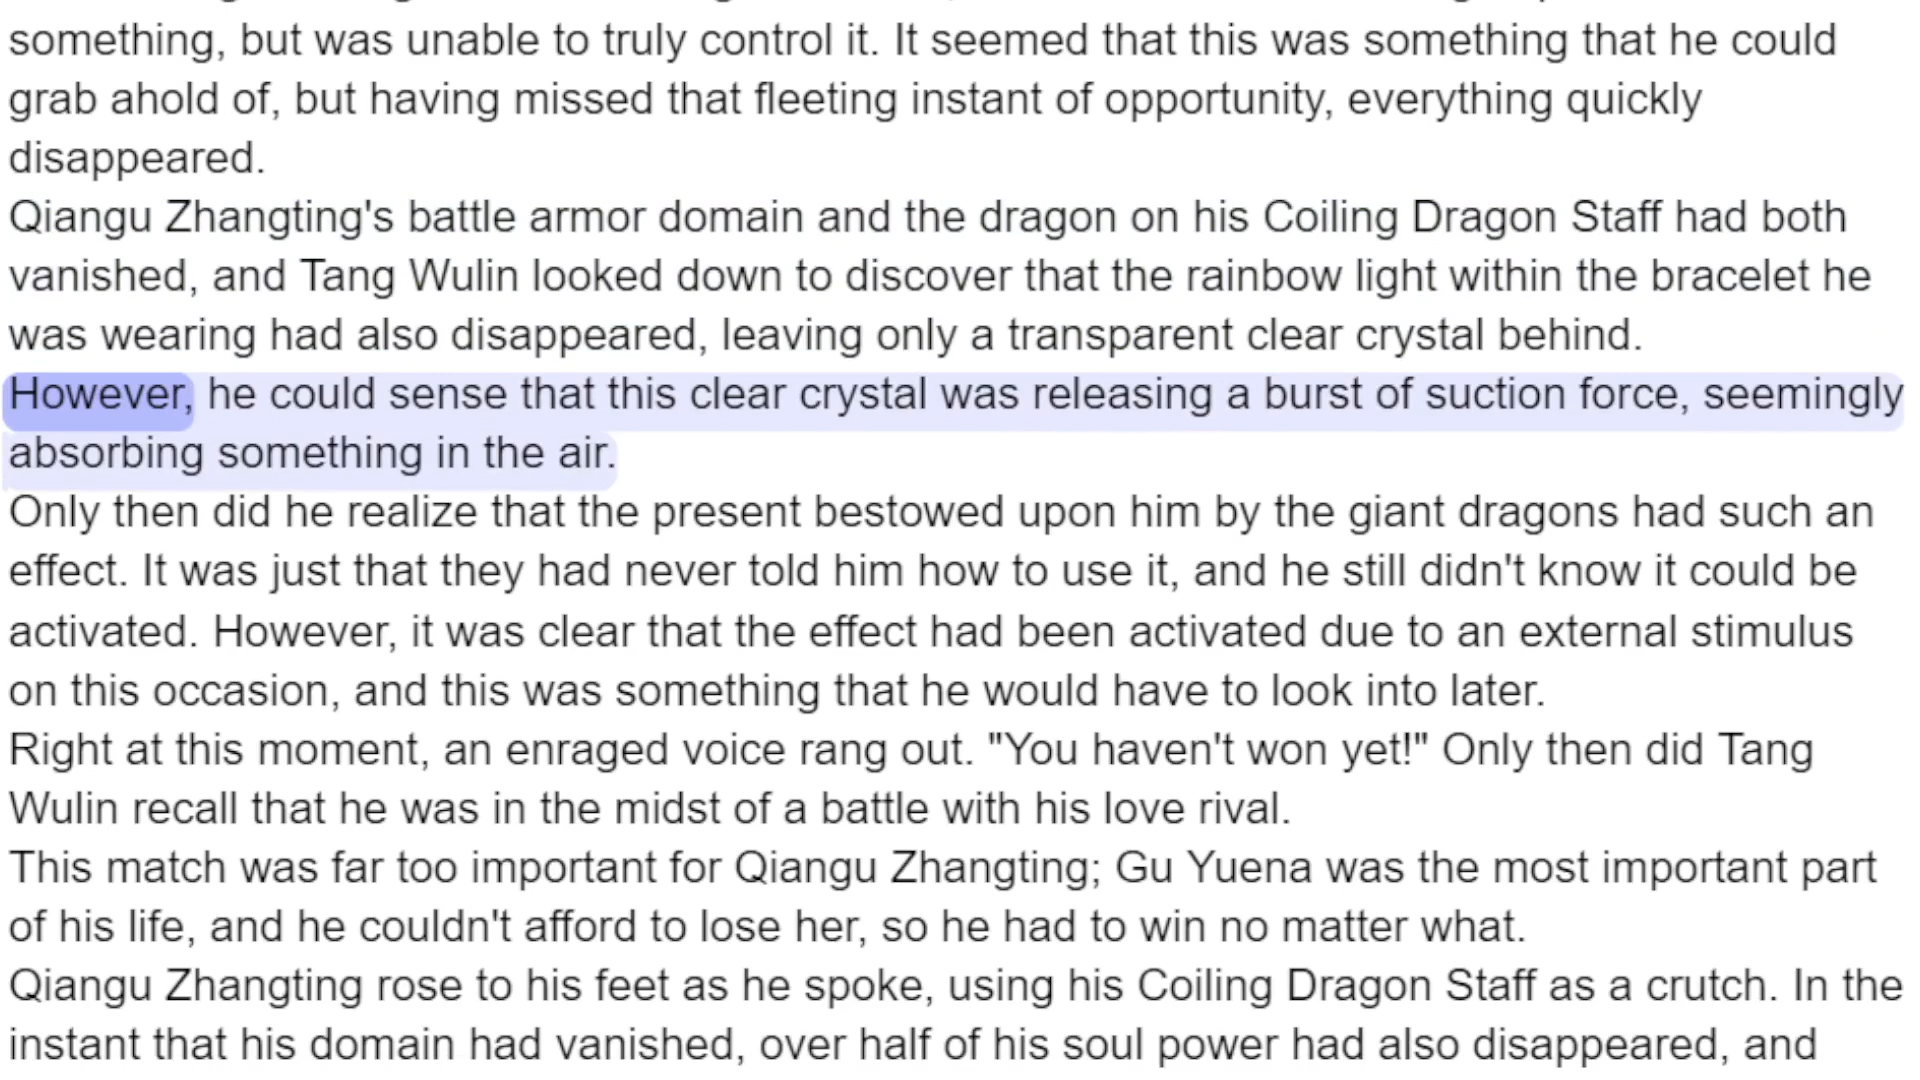 something, but was unable to truly control it. It seemed that this was something that he could
grab ahold of, but having missed that fleeting instant of opportunity, everything quickly
disappeared.
Qiangu Zhangting's battle armor domain and the dragon on his Coiling Dragon Staff had both
vanished, and Tang Wulin looked down to discover that the rainbow light within the bracelet he
was wearing had also disappeared, leaving only a transparent clear crystal behind.
However, he could sense that this clear crystal was releasing a burst of suction force, seemingly
absorbing something in the air.
Only then did he realize that the present bestowed upon him by the giant dragons had such an
effect. It was just that they had never told him how to use it, and he still didn't know it could be
activated. However, it was clear that the effect had been activated due to an external stimulus
on this occasion, and this was something that he would have to look into later.
Right at this moment, an enraged voice rang out. "You haven't won yet!" Only then did Tang
Wulin recall that he was in the midst of a battle with his love rival.
This match was far too important for Qiangu Zhangting; Gu Yuena was the most important part
of his life, and he couldn't afford to lose her, so he had to win no matter what.
Qiangu Zhangting rose to his feet as he spoke, using his Coiling Dragon Staff as a crutch. In the
instant that his domain had vanished, over half of his soul power had also disappeared, and